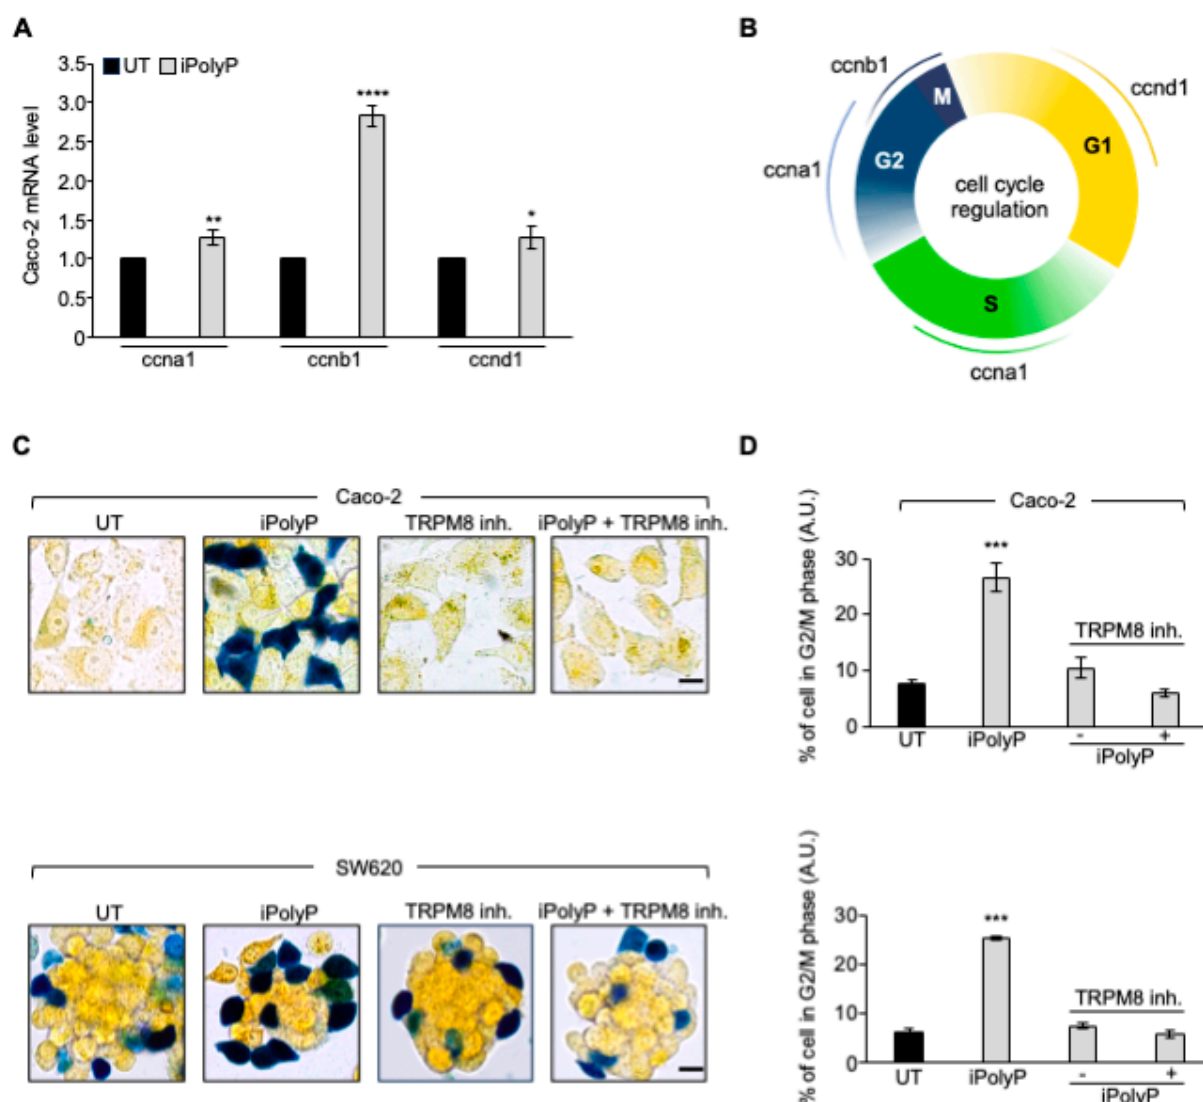 A
UT iPolyP
Caco-2 mRNA level
3.5
3.0
2.5
2.0
1.5
1.0
0.5
0
**
****
*
ccna1 ccnb1 ccnd1
B
ccnb1
ccnd1
ccna1
M
G2
G1
S
cell cycle
regulation
ccna1
C
Caco-2
UT iPolyP TRPM8 inh. iPolyP + TRPM8 inh.
SW620
UT iPolyP TRPM8 inh. iPolyP + TRPM8 inh.
D
Caco-2
% of cell in G2/M phase (A.U.)
30
20
10
0
***
TRPM8 inh.
UT iPolyP - +
iPolyP
% of cell in G2/M phase (A.U.)
30
20
10
0
***
TRPM8 inh.
UT iPolyP - +
iPolyP